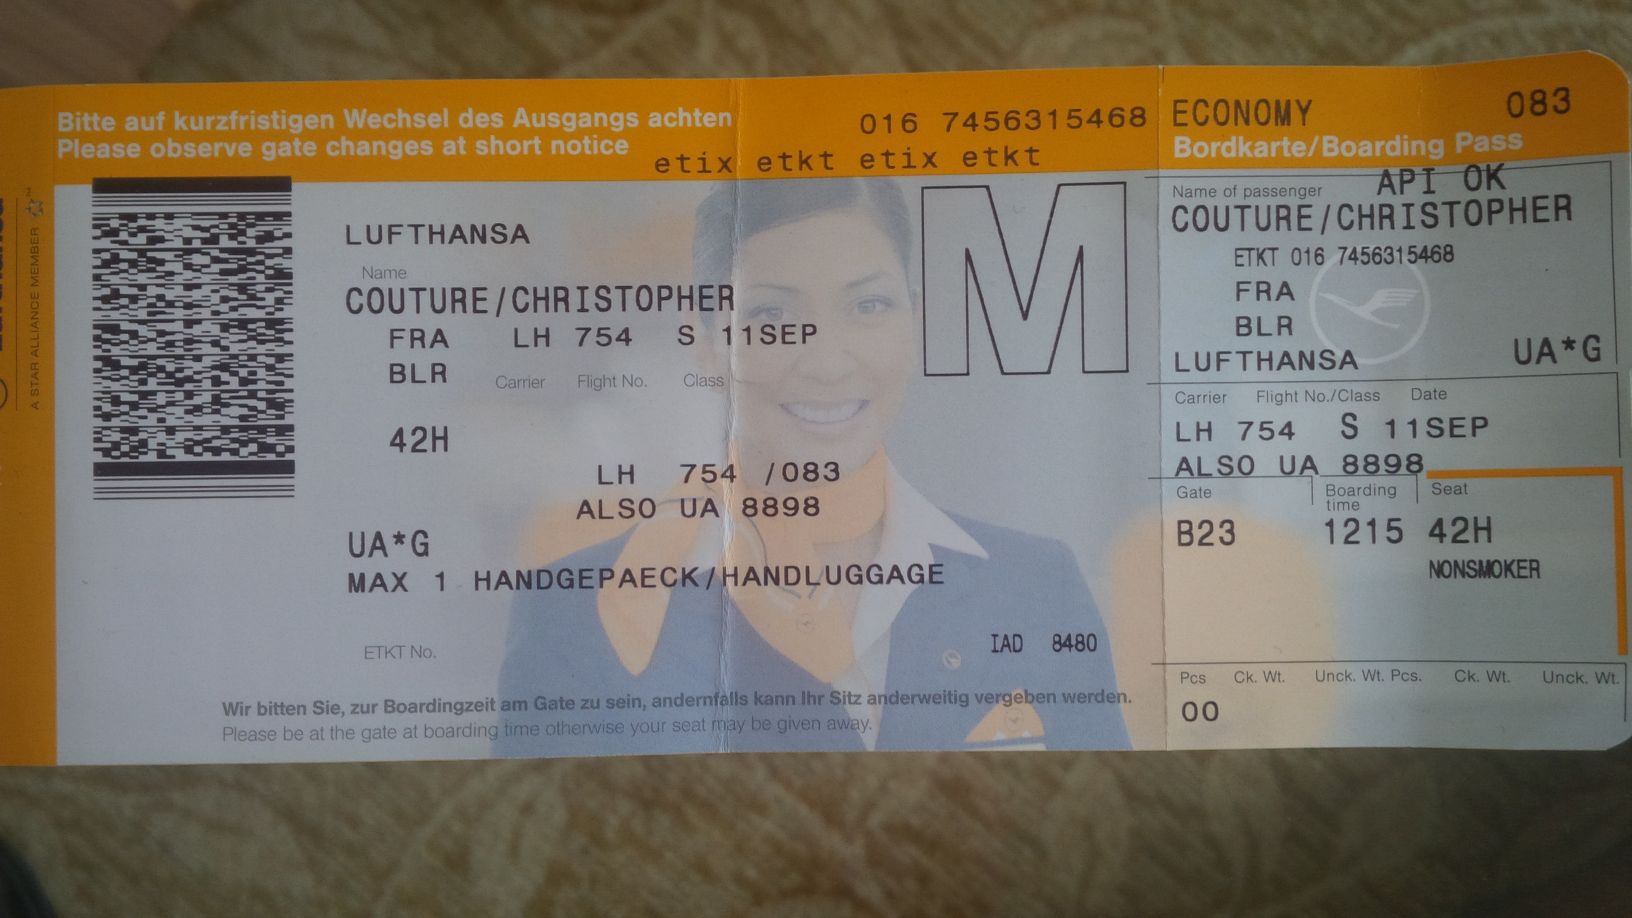 Bitte auf kurzfristigen Wechsel des Ausgangs achten
Please observe gate changes at short notice
016 7456315468
etix etkt etix etkt
A STAR ALLIANCE MEMBER
LUFTHANSA
Name
COUTURE/CHRISTOPHER
FRA LH 754 S 11SEP
BLR Carrier Flight No. Class
M
42H
LH 754 /083
ALSO UA 8898
UA*G
MAX 1 HANDGEPAECK/HANDLUGGAGE
IAD 8480
ETKT No.
Wir bitten Sie, zur Boardingzeit am Gate zu sein, andernfalls kann Ihr Sitz anderweitig vergeben werden.
Please be at the gate at boarding time otherwise your seat may be given away.
ECONOMY 083
Bordkarte/Boarding Pass
API OK
Name of passenger
COUTURE/CHRISTOPHER
ETKT 016 7456315468
FRA
BLR
LUFTHANSA UA*G
Carrier Flight No./Class Date
LH 754 S 11SEP
ALSO UA 8898
Gate Boarding time Seat
B23 1215 42H
NONSMOKER
Pcs Ck. Wt. Unck. Wt. Pcs. Ck. Wt. Unck. Wt.
00